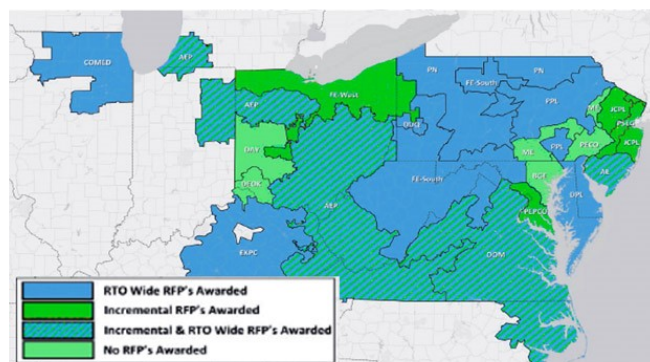 COMED
AEP
PN
FE-South
PN
FE-West
AEP
DUQ
PPL
ME
JCPL
PSEG
JCPL
DAY
ME
PPL
PECO
DEOK
FE-South
BGE
AE
AEP
PEPCO
DPL
EKPC
DOM
RTO Wide RFP's Awarded
Incremental RFP's Awarded
Incremental & RTO Wide RFP's Awarded
No RFP's Awarded